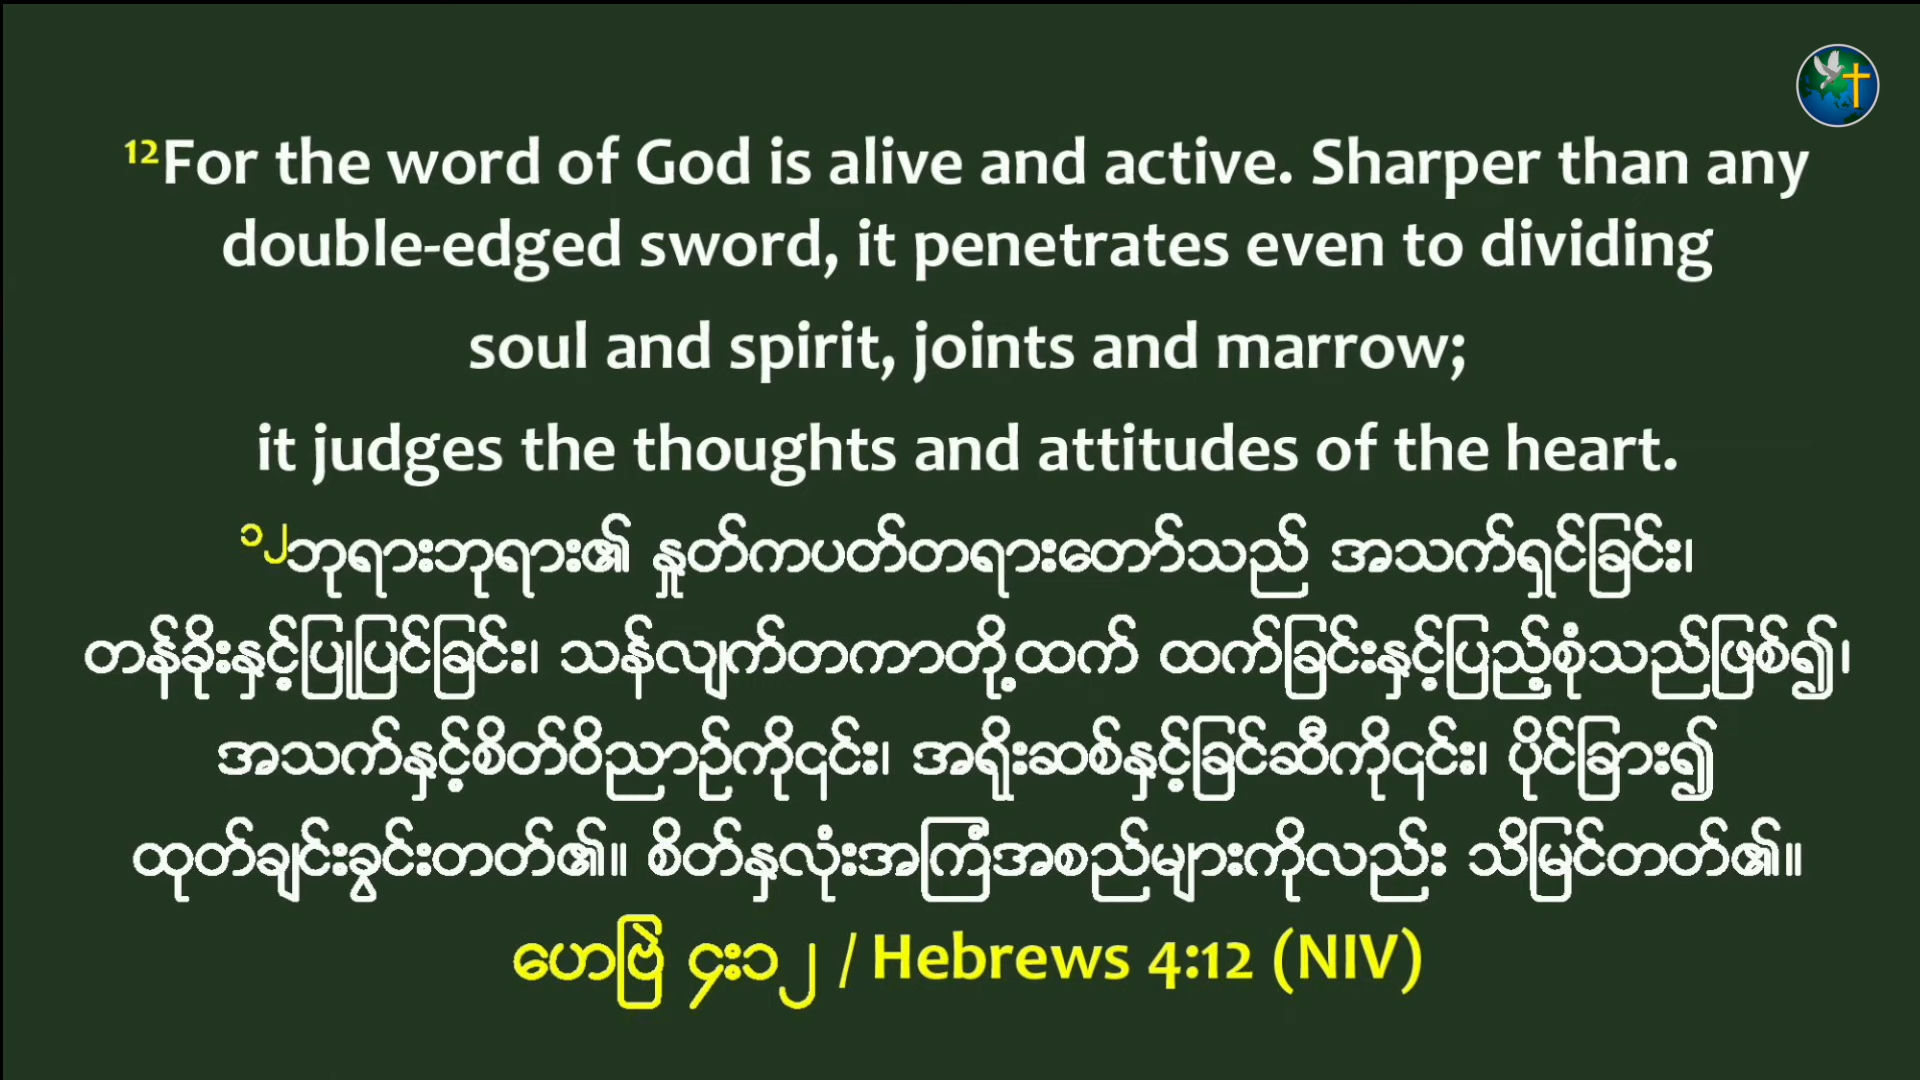 12For the word of God is alive and active. Sharper than any
double-edged sword, it penetrates even to dividing
soul and spirit, joints and marrow;
it judges the thoughts and attitudes of the heart.
၁၂ဘုရားဘုရား၏ နှုတ်ကပတ်တရားတော်သည် အသက်ရှင်ခြင်း၊
တန်ခိုးနှင့်ပြုပြင်ခြင်း၊ သန်လျက်တကာတို့ထက် ထက်ခြင်းနှင့်ပြည့်စုံသည်ဖြစ်၍၊
အသက်နှင့်စိတ်ဝိညာဉ်ကို၎င်း၊ အရိုးဆစ်နှင့်ခြင်ဆီကို၎င်း၊ ပိုင်ခြား၍
ထုတ်ချင်းခွင်းတတ်၏။ စိတ်နှလုံးအကြံအစည်များကိုလည်း သိမြင်တတ်၏။
ဟေဗြဲ ၄း၁၂ / Hebrews 4:12 (NIV)